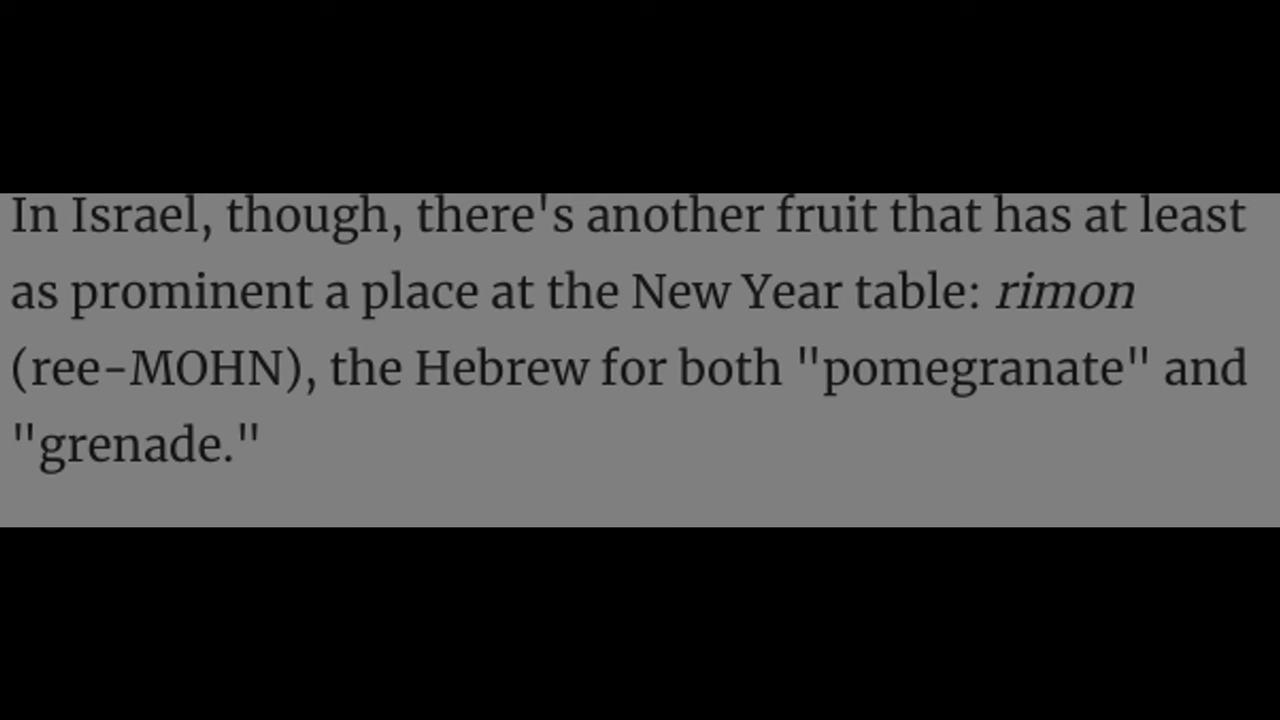 In Israel, though, there's another fruit that has at least
as prominent a place at the New Year table: rimon
(ree-MOHN), the Hebrew for both "pomegranate" and
"grenade."